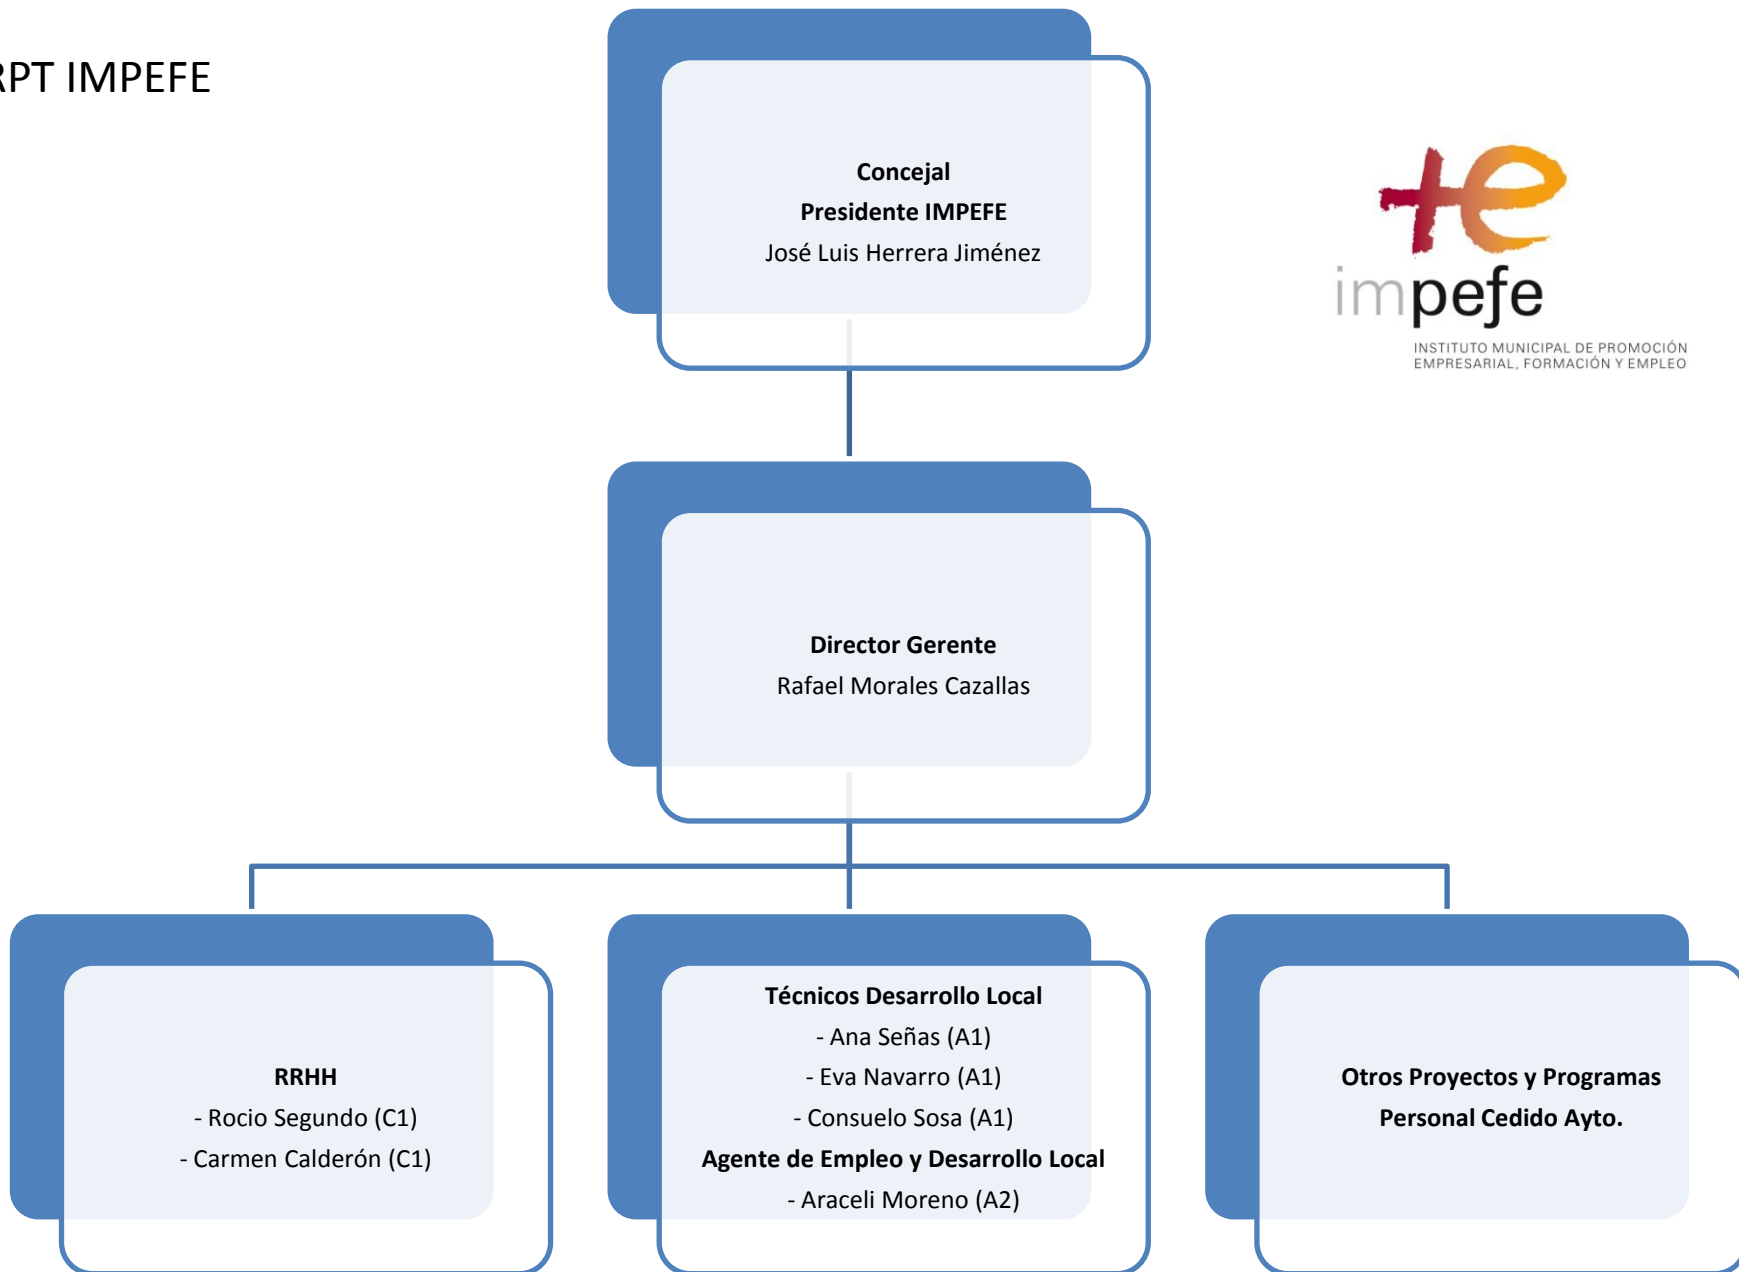 RPT IMPEFE
Concejal
Presidente IMPEFE
José Luis Herrera Jiménez
+e
impefe
INSTITUTO MUNICIPAL DE PROMOCIÓN
EMPRESARIAL, FORMACIÓN Y EMPLEO
Director Gerente
Rafael Morales Cazallas
RRHH
- Rocio Segundo (C1)
- Carmen Calderón (C1)
Técnicos Desarrollo Local
- Ana Señas (A1)
- Eva Navarro (A1)
- Consuelo Sosa (A1)
Agente de Empleo y Desarrollo Local
- Araceli Moreno (A2)
Otros Proyectos y Programas
Personal Cedido Ayto.